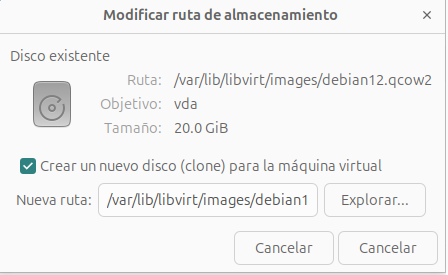 Modificar ruta de almacenamiento
Disco existente
Ruta: /var/lib/libvirt/images/debian12.qcow2
Objetivo: vda
Tamaño: 20.0 GiB
Crear un nuevo disco (clone) para la máquina virtual
Nueva ruta: /var/lib/libvirt/images/debian1 Explorar...
Cancelar Cancelar